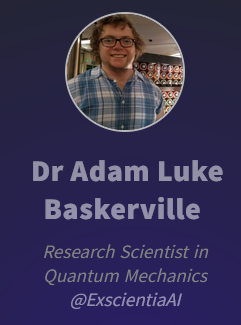 Dr Adam Luke
Baskerville
Research Scientist in
Quantum Mechanics
@ExscientiaAI